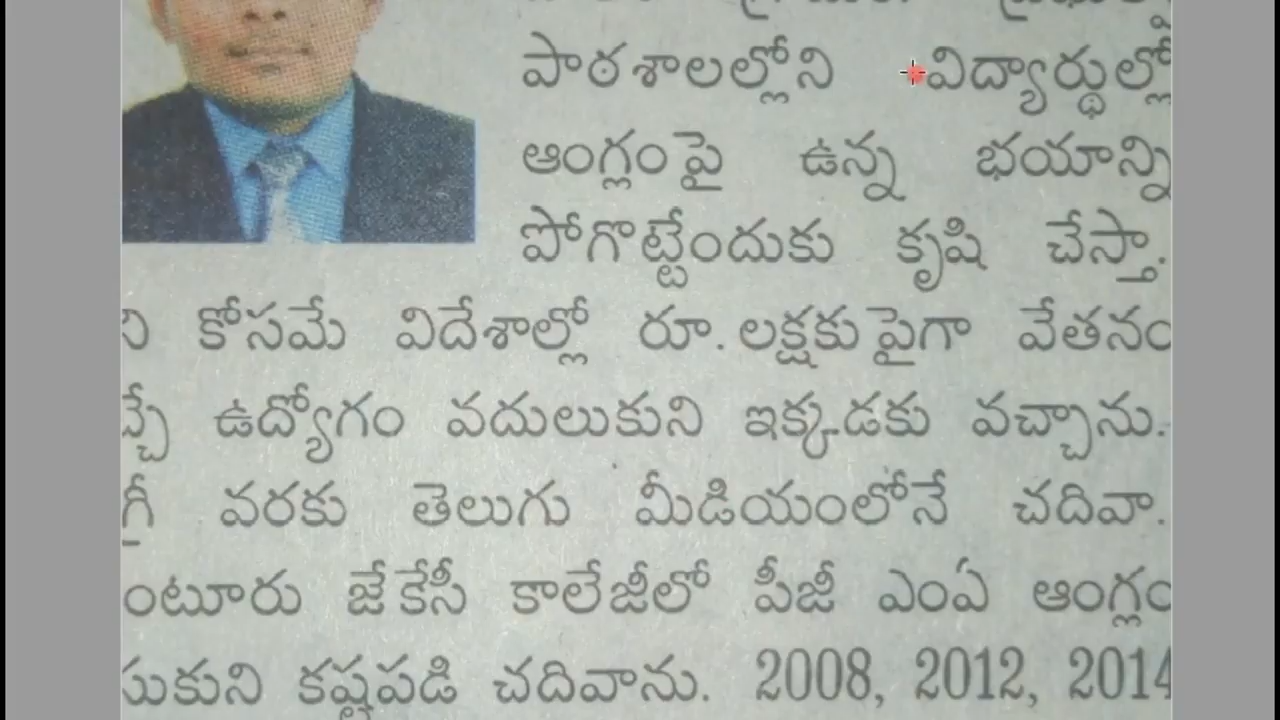 పాఠశాలల్లోని విద్యార్థుల్లో
ఆంగ్లంపై ఉన్న భయాన్ని
పోగొట్టేందుకు కృషి చేస్తా.
కోసమే విదేశాల్లో రూ. లక్షకు పైగా వేతనం
ఉద్యోగం వదులుకుని ఇక్కడకు వచ్చాను.
వరకు తెలుగు మీడియంలోనే చదివా.
జేకేసీ కాలేజీలో పీజీ ఎంఏ ఆంగ్లం
కష్టపడి చదివాను. 2008, 2012, 2014